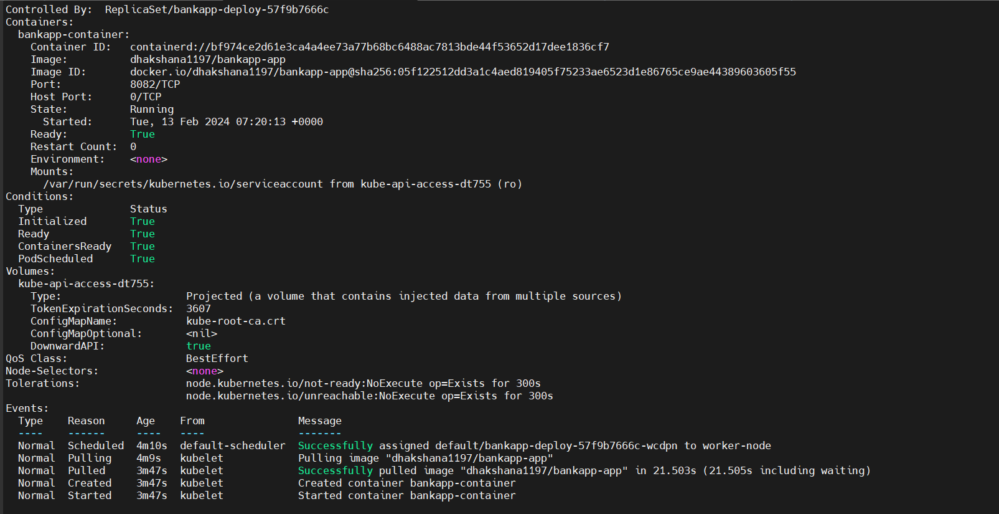 Controlled By:  ReplicaSet/bankapp-deploy-57f9b7666c
Containers:
  bankapp-container:
    Container ID:   containerd://bf974ce2d61e3ca4a4ee73a77b68bc6488ac7813bde44f53652d17dee1836cf7
    Image:          dhakshana1197/bankapp-app
    Image ID:       docker.io/dhakshana1197/bankapp-app@sha256:05f122512dd3a1c4aed819405f75233ae6523d1e86765ce9ae44389603605f55
    Port:           8082/TCP
    Host Port:      0/TCP
    State:          Running
      Started:      Tue, 13 Feb 2024 07:20:13 +0000
    Ready:          True
    Restart Count:  0
    Environment:    <none>
    Mounts:
      /var/run/secrets/kubernetes.io/serviceaccount from kube-api-access-dt755 (ro)
Conditions:
  Type              Status
  Initialized       True
  Ready             True
  ContainersReady   True
  PodScheduled      True
Volumes:
  kube-api-access-dt755:
    Type:                    Projected (a volume that contains injected data from multiple sources)
    TokenExpirationSeconds:  3607
    ConfigMapName:           kube-root-ca.crt
    ConfigMapOptional:       <nil>
    DownwardAPI:             true
QoS Class:                   BestEffort
Node-Selectors:              <none>
Tolerations:                 node.kubernetes.io/not-ready:NoExecute op=Exists for 300s
                             node.kubernetes.io/unreachable:NoExecute op=Exists for 300s
Events:
  Type    Reason     Age    From               Message
  ----    ------     ----   ----               -------
  Normal  Scheduled  4m10s  default-scheduler  Successfully assigned default/bankapp-deploy-57f9b7666c-wcdpn to worker-node
  Normal  Pulling    4m9s   kubelet            Pulling image "dhakshana1197/bankapp-app"
  Normal  Pulled     3m47s  kubelet            Successfully pulled image "dhakshana1197/bankapp-app" in 21.503s (21.505s including waiting)
  Normal  Created    3m47s  kubelet            Created container bankapp-container
  Normal  Started    3m47s  kubelet            Started container bankapp-container